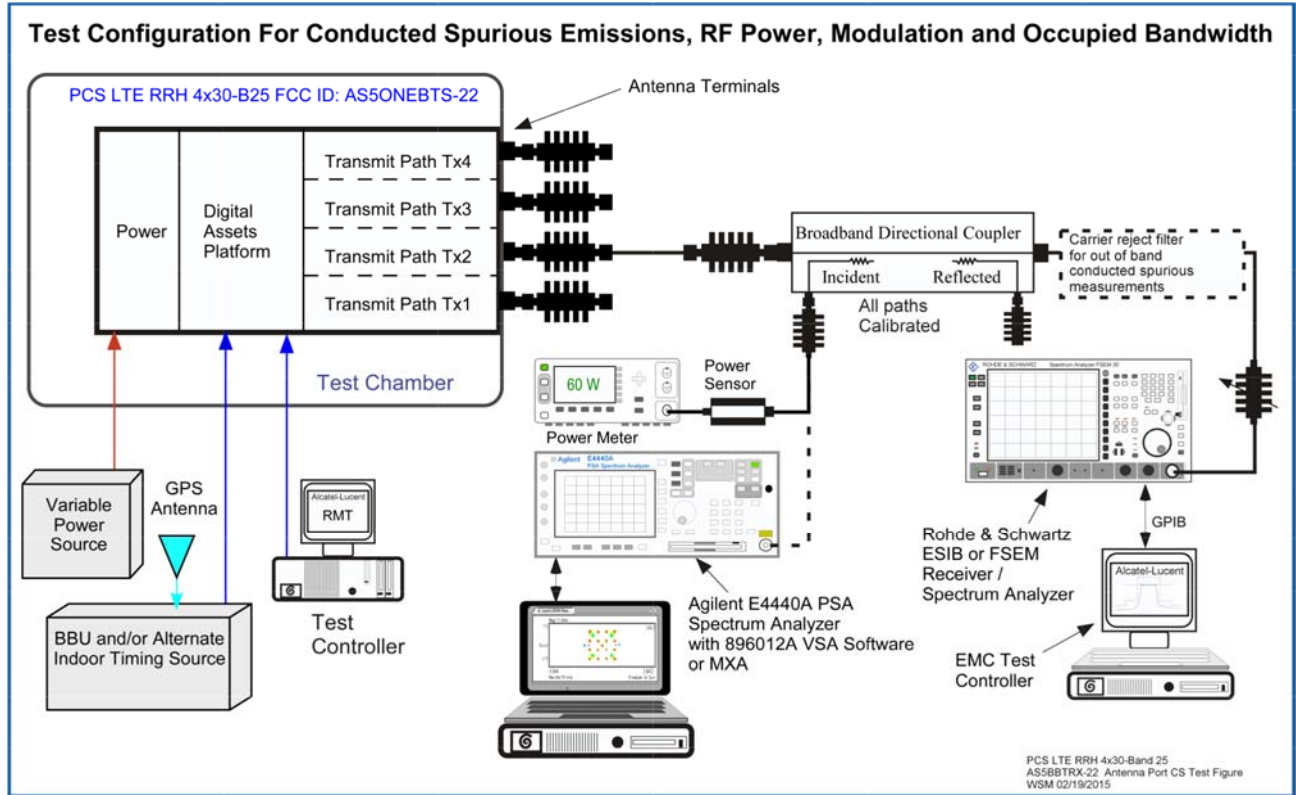 Test Configuration For Conducted Spurious Emissions, RF Power, Modulation and Occupied Bandwidth
PCS LTE RRH 4x30-B25 FCC ID: AS5ONEBTS-22
Antenna Terminals
Power
Digital
Assets
Platform
Transmit Path Tx4
Transmit Path Tx3
Transmit Path Tx2
Transmit Path Tx1
Test Chamber
Broadband Directional Coupler
Incident
Reflected
All paths
Calibrated
Carrier reject filter
for out of band
conducted spurious
measurements
60 W
Power
Sensor
Power Meter
Agilent E4440A
PSA Spectrum Analyzer
ROHDE & SCHWARTZ Spectrum Analyzer FSEM 30
Variable
Power
Source
GPS
Antenna
BBU and/or Alternate
Indoor Timing Source
Alcatel-Lucent
RMT
Test
Controller
Agilent E4440A PSA
Spectrum Analyzer
with 896012A VSA Software
or MXA
Rohde & Schwartz
ESIB or FSEM
Receiver /
Spectrum Analyzer
GPIB
Alcatel-Lucent
EMC Test
Controller
PCS LTE RRH 4x30-Band 25
AS5BBTRX-22 Antenna Port CS Test Figure
WSM 02/19/2015